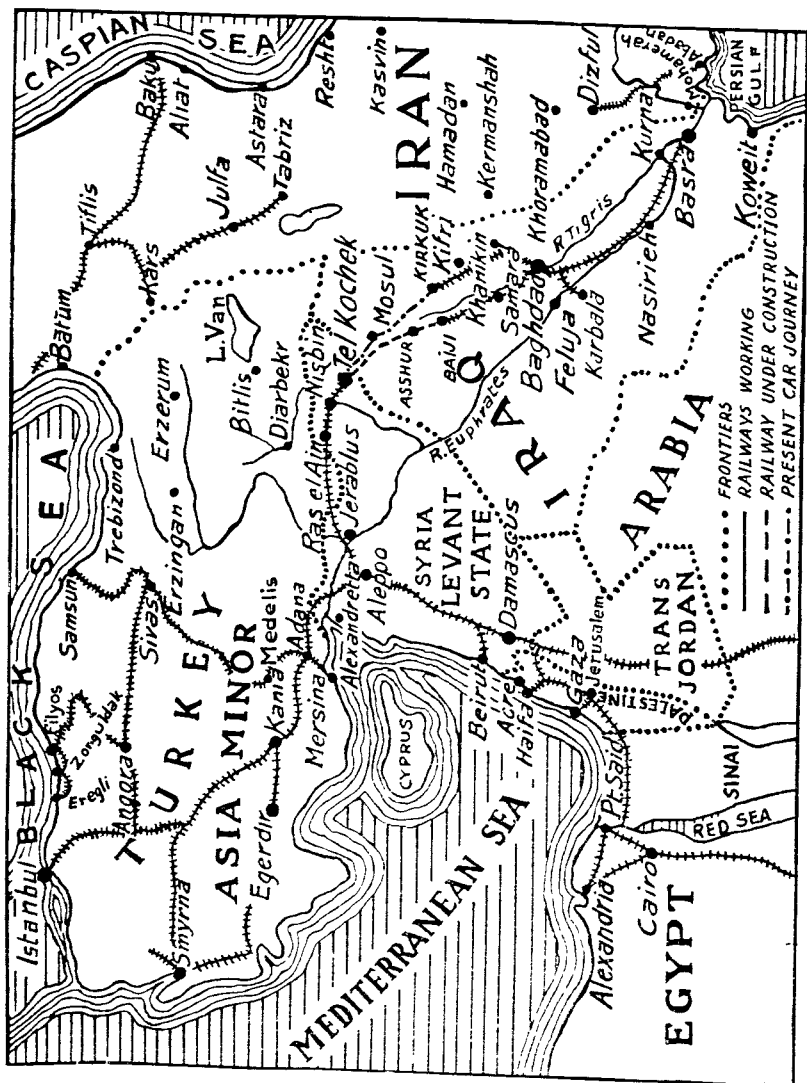 BLACK SEA
CASPIAN SEA
Istanbul
Eregli
Zonguldak
Filyos
Samsun
Trebizond
Batum
Tiflis
Baku
Aliat
Astara
Resht
Kasvin
Angora
Sivas
Erzingan
Erzerum
Kars
Julfa
Tabriz
TURKEY
ASIA MINOR
Smyrna
Egerdir
Kania
Medelis
Adana
Mersina
Alexandretta
Bitlis
L.Van
Diarbekr
Nisbin
Ras el Ain
Jerablus
Tel Kochek
Mosul
KIRKUK
Kifri
IRAN
Hamadan
Kermanshah
Khoramabad
Dizful
Aleppo
ASSHUR
BAIJI
Khanikin
Samara
Baghdad
Feluja
Karbala
R.Tigris
R.Euphrates
IRAQ
Kurna
Mohamerah
Abadan
Basra
Nasirieh
PERSIAN GULF
Koweit
CYPRUS
MEDITERRANEAN SEA
SYRIA
LEVANT
STATE
Damascus
Beirut
Acre
Haifa
Gaza
Jerusalem
PALESTINE
TRANS
JORDAN
ARABIA
Alexandria
Pt.Said
Cairo
EGYPT
SINAI
RED SEA
FRONTIERS
RAILWAYS WORKING
RAILWAY UNDER CONSTRUCTION
PRESENT CAR JOURNEY